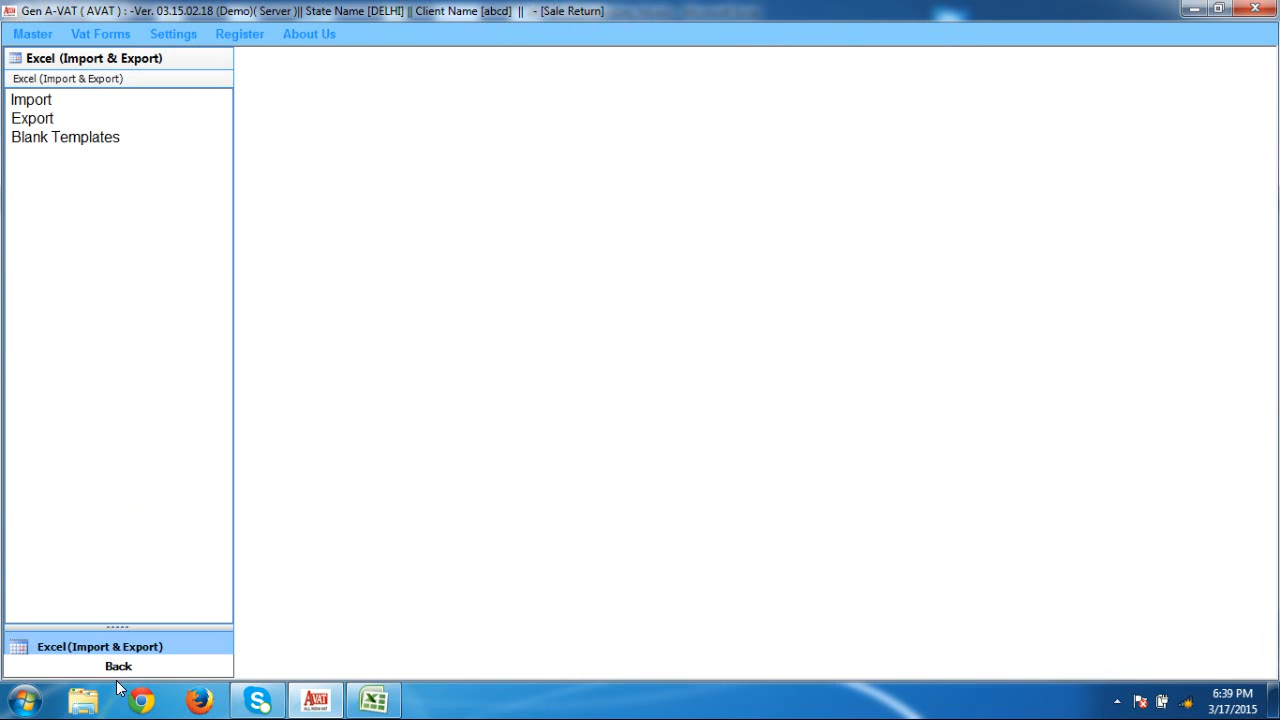 Gen A-VAT ( AVAT ) : -Ver. 03.15.02.18 (Demo)( Server )|| State Name [DELHI] || Client Name [abcd] || - [Sale Return]
Master Vat Forms Settings Register About Us
Excel (Import & Export)
Excel (Import & Export)
Import
Export
Blank Templates
Excel (Import & Export)
Back
AVAT
6:39 PM
3/17/2015